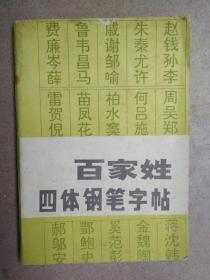 赵钱孙李
周吴郑
朱秦尤许
何吕施
戚谢邹喻
柏水窦
鲁韦昌马
苗凤花
费廉岑薛
雷贺倪
百家姓
四体钢笔字帖
蒋沈韩
金魏陶
奚范彭
酆鲍史
郝邬安